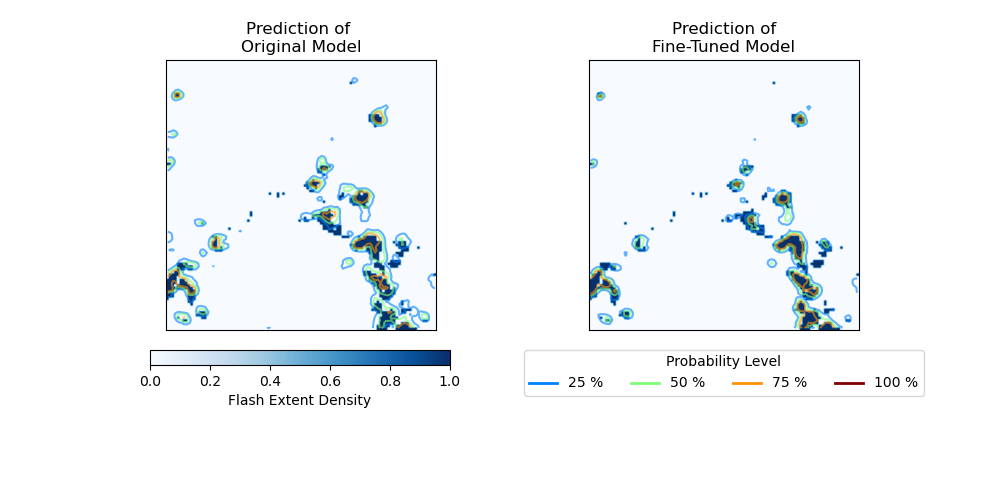 Prediction of
Original Model
Prediction of
Fine-Tuned Model
0.0 0.2 0.4 0.6 0.8 1.0
Flash Extent Density
Probability Level
25 % 50 % 75 % 100 %